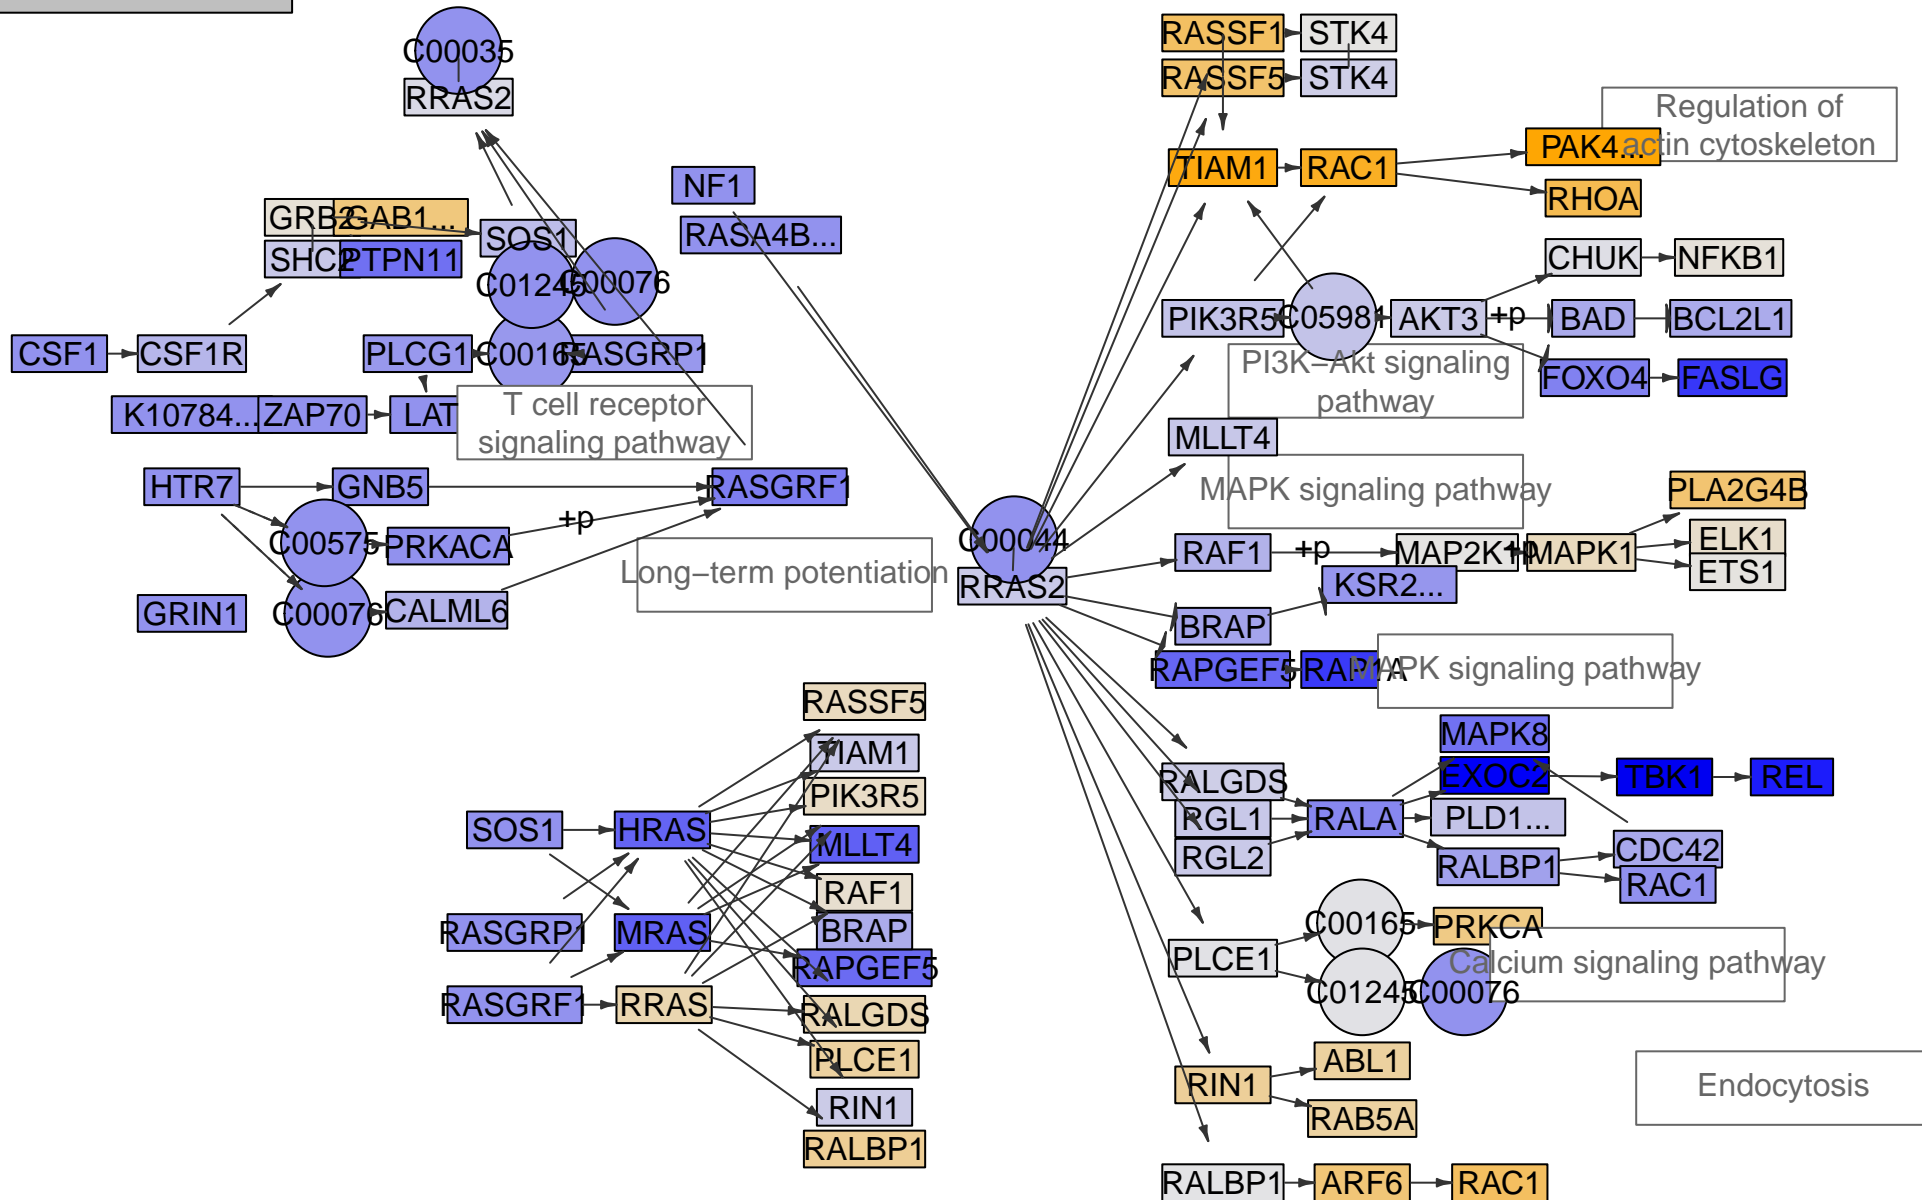 C00035
RRAS2
NF1
RASA4B...
GRB2
GAB1...
SOS1
SHC2
PTPN11
C01245
C00076
CSF1
CSF1R
PLCG1
C00165
RASGRP1
K10784...
ZAP70
LAT
T cell receptor
signaling pathway
HTR7
GNB5
RASGRF1
+p
C00575
PRKACA
GRIN1
C00076
CALML6
Long–term potentiation
C00044
RRAS2
RASSF1
STK4
RASSF5
STK4
Regulation of
actin cytoskeleton
PAK4...
TIAM1
RAC1
RHOA
CHUK
NFKB1
PIK3R5
C05981
AKT3
+p
BAD
BCL2L1
PI3K–Akt signaling
pathway
FOXO4
FASLG
MLLT4
MAPK signaling pathway
PLA2G4B
RAF1
+p
MAP2K1
+p
MAPK1
ELK1
ETS1
KSR2...
BRAP
RAPGEF5
RAP1A
MAPK signaling pathway
MAPK8
RALGDS
EXOC2
TBK1
REL
RGL1
RALA
PLD1...
RGL2
RALBP1
CDC42
RAC1
C00165
PRKCA
PLCE1
Calcium signaling pathway
C01245
C00076
RIN1
ABL1
RAB5A
Endocytosis
RALBP1
ARF6
RAC1
RASSF5
TIAM1
PIK3R5
SOS1
HRAS
MLLT4
RAF1
RASGRP1
MRAS
BRAP
RAPGEF5
RASGRF1
RRAS
RALGDS
PLCE1
RIN1
RALBP1